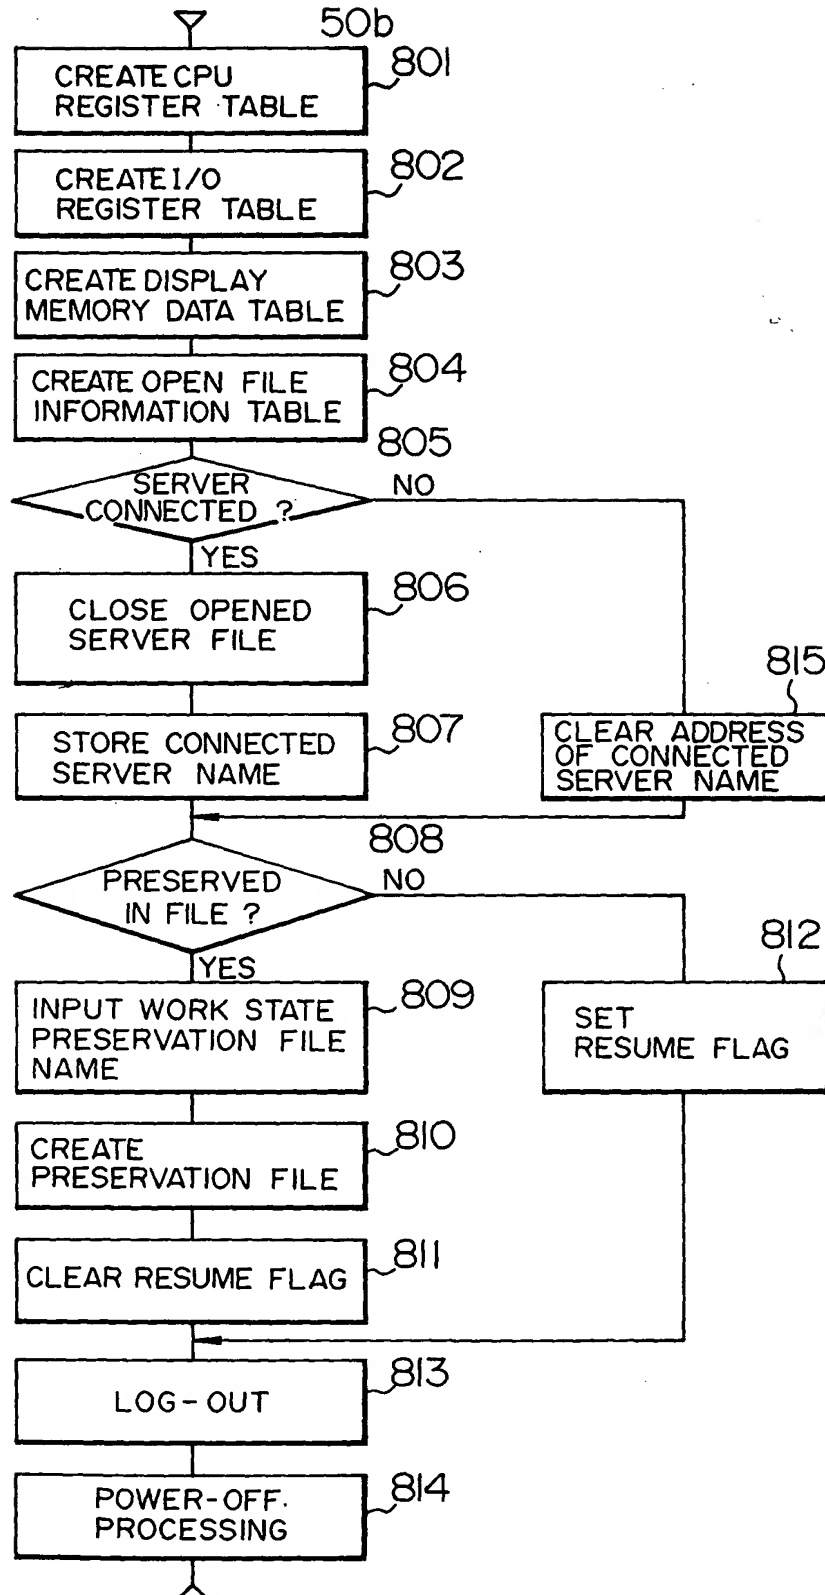 50b
CREATE CPU
REGISTER TABLE
801
CREATE I/O
REGISTER TABLE
802
CREATE DISPLAY
MEMORY DATA TABLE
803
CREATE OPEN FILE
INFORMATION TABLE
804
805
SERVER
CONNECTED ?
NO
YES
CLOSE OPENED
SERVER FILE
806
815
STORE CONNECTED
SERVER NAME
807
CLEAR ADDRESS
OF CONNECTED
SERVER NAME
808
PRESERVED
IN FILE ?
NO
YES
812
INPUT WORK STATE
PRESERVATION FILE
NAME
809
SET
RESUME FLAG
CREATE
PRESERVATION FILE
810
CLEAR RESUME FLAG
811
LOG-OUT
813
POWER-OFF.
PROCESSING
814